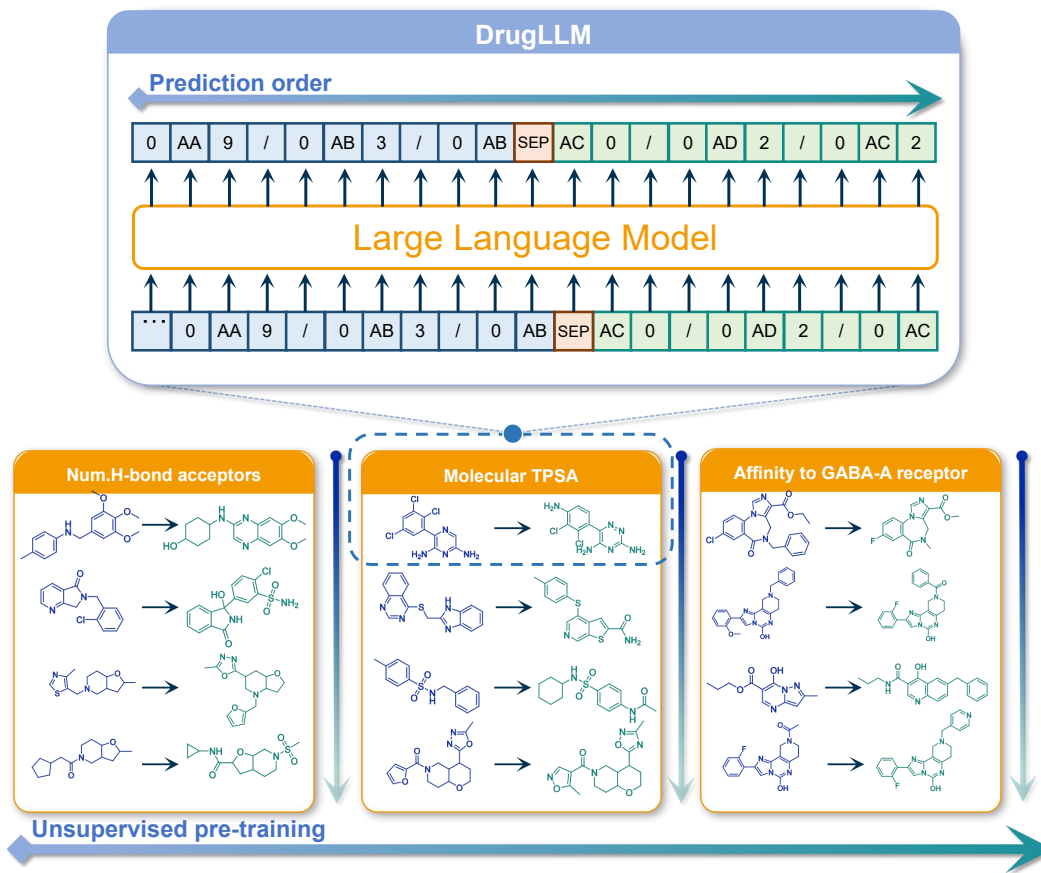 DrugLLM
Prediction order
0 AA 9 / 0 AB 3 / 0 AB SEP AC 0 / 0 AD 2 / 0 AC 2
Large Language Model
... 0 AA 9 / 0 AB 3 / 0 AB SEP AC 0 / 0 AD 2 / 0 AC
Num.H-bond acceptors
Molecular TPSA
Affinity to GABA-A receptor
Unsupervised pre-training